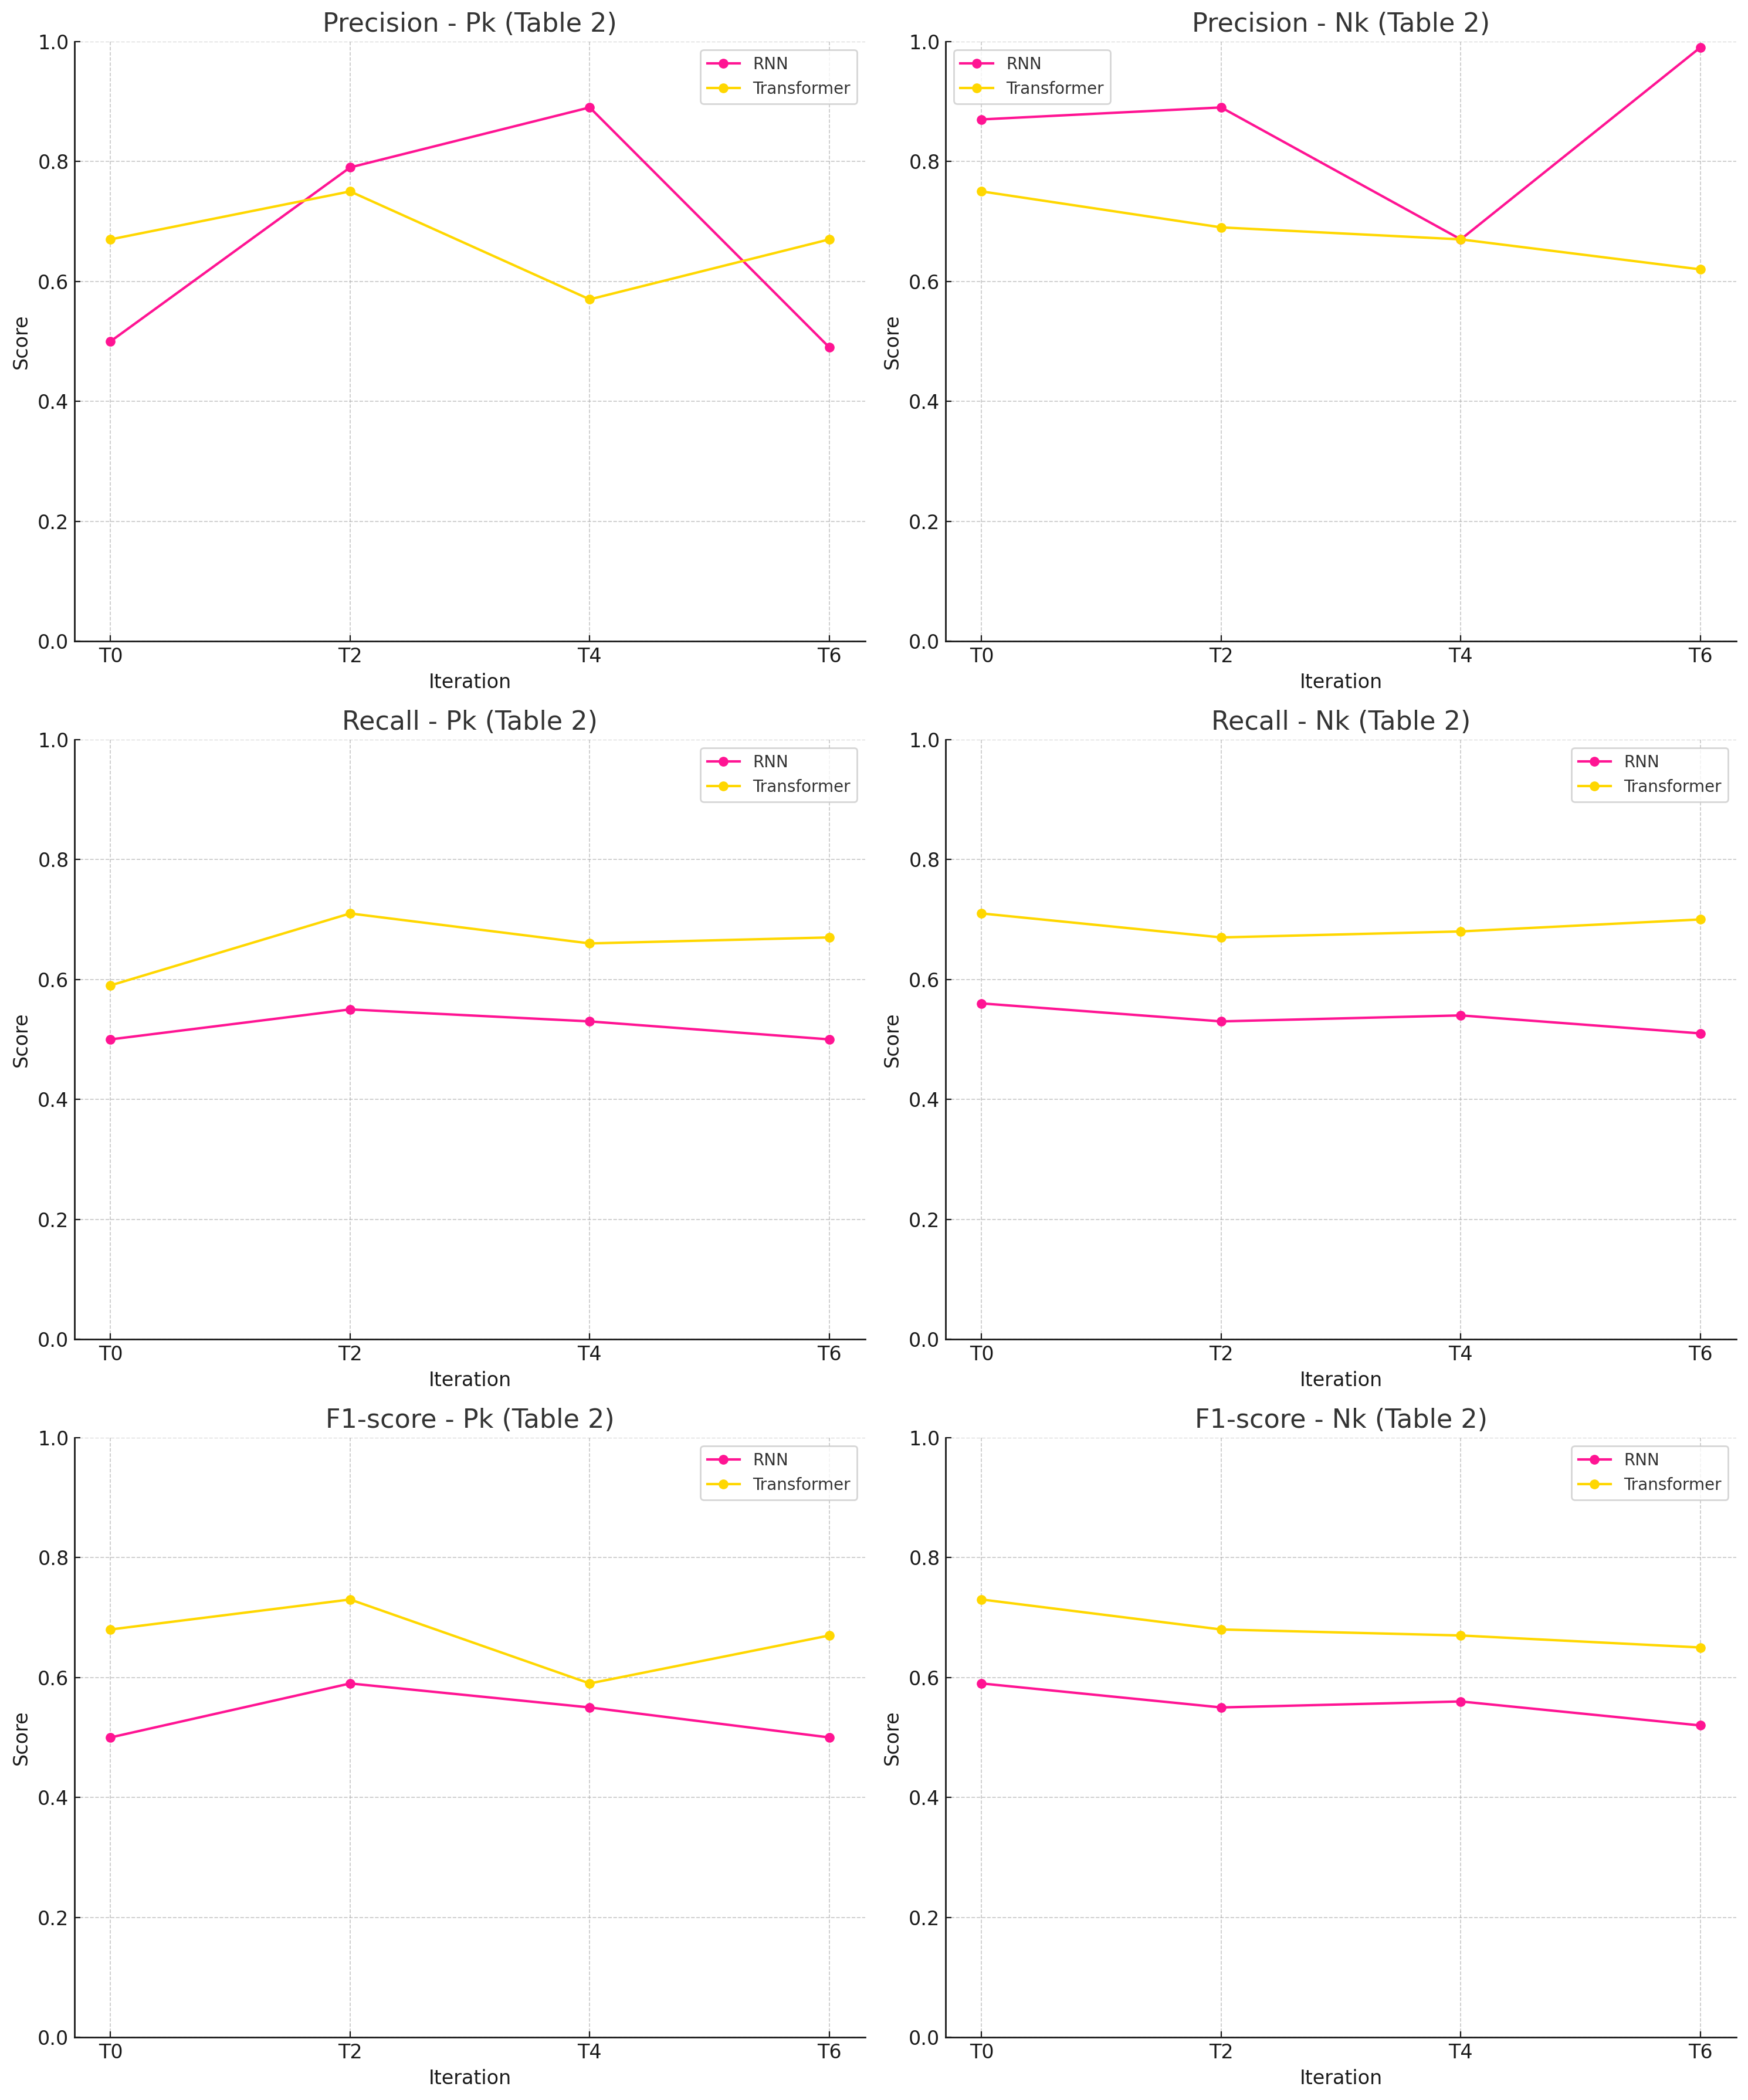 Precision - Pk (Table 2)
RNN
Transformer
1.0
0.8
0.6
0.4
0.2
0.0
Score
T0 T2 T4 T6
Iteration
Precision - Nk (Table 2)
RNN
Transformer
1.0
0.8
0.6
0.4
0.2
0.0
Score
T0 T2 T4 T6
Iteration
Recall - Pk (Table 2)
RNN
Transformer
1.0
0.8
0.6
0.4
0.2
0.0
Score
T0 T2 T4 T6
Iteration
Recall - Nk (Table 2)
RNN
Transformer
1.0
0.8
0.6
0.4
0.2
0.0
Score
T0 T2 T4 T6
Iteration
F1-score - Pk (Table 2)
RNN
Transformer
1.0
0.8
0.6
0.4
0.2
0.0
Score
T0 T2 T4 T6
Iteration
F1-score - Nk (Table 2)
RNN
Transformer
1.0
0.8
0.6
0.4
0.2
0.0
Score
T0 T2 T4 T6
Iteration